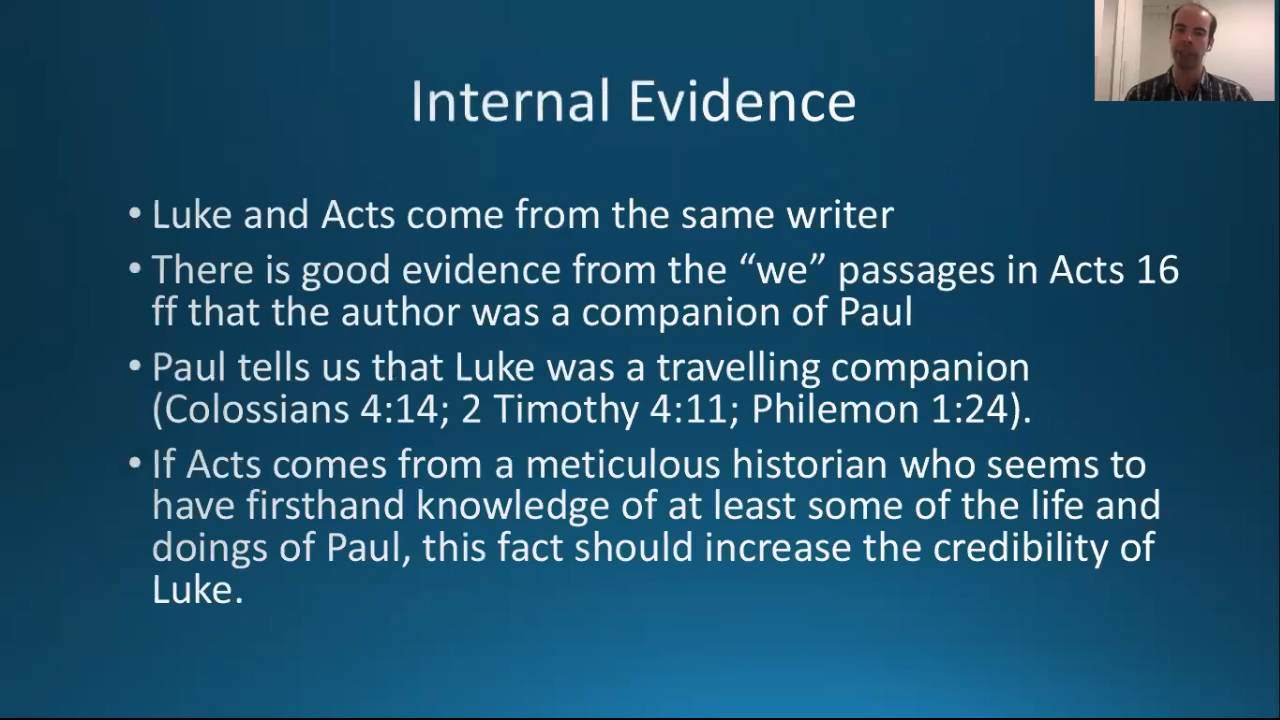 Internal Evidence
• Luke and Acts come from the same writer
• There is good evidence from the “we” passages in Acts 16
ff that the author was a companion of Paul
• Paul tells us that Luke was a travelling companion
(Colossians 4:14; 2 Timothy 4:11; Philemon 1:24).
• If Acts comes from a meticulous historian who seems to
have firsthand knowledge of at least some of the life and
doings of Paul, this fact should increase the credibility of
Luke.